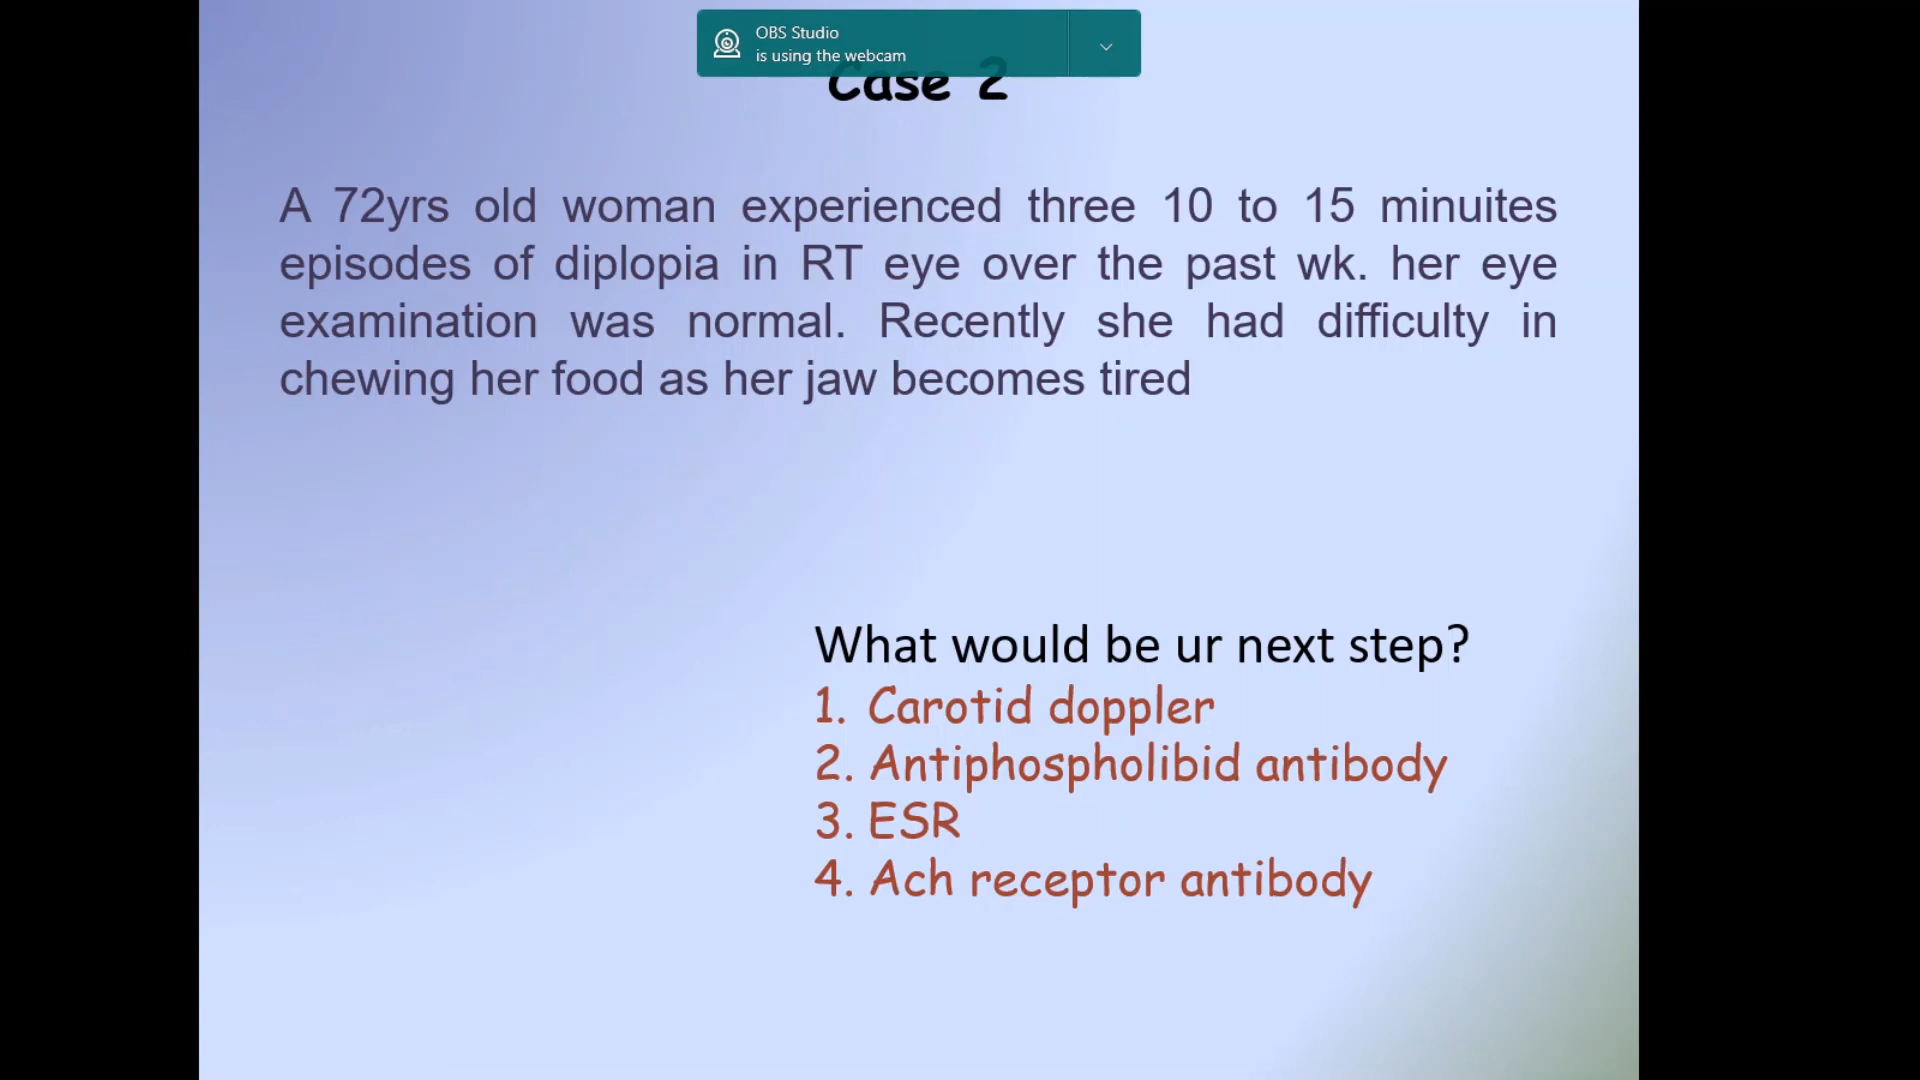 OBS Studio
is using the webcam
Case 2
A 72yrs old woman experienced three 10 to 15 minuites
episodes of diplopia in RT eye over the past wk. her eye
examination was normal. Recently she had difficulty in
chewing her food as her jaw becomes tired
What would be ur next step?
1. Carotid doppler
2. Antiphospholibid antibody
3. ESR
4. Ach receptor antibody